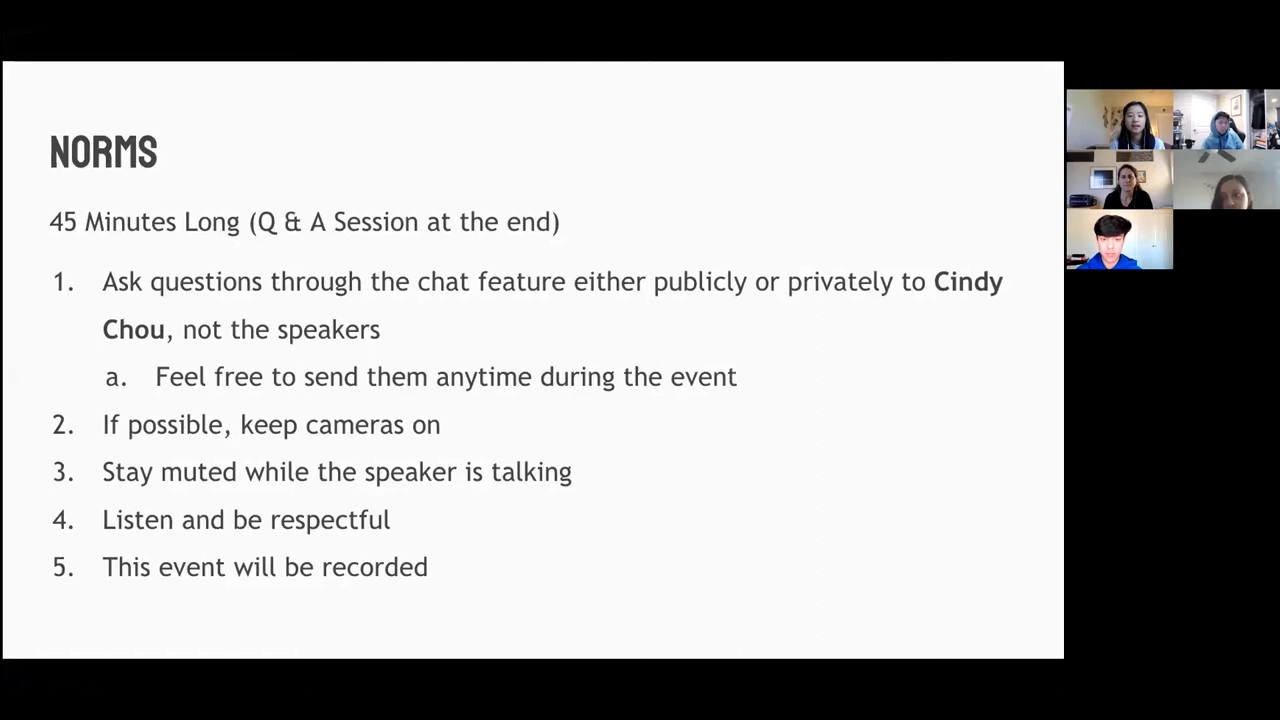 NORMS
45 Minutes Long (Q & A Session at the end)
1. Ask questions through the chat feature either publicly or privately to Cindy
Chou, not the speakers
a. Feel free to send them anytime during the event
2. If possible, keep cameras on
3. Stay muted while the speaker is talking
4. Listen and be respectful
5. This event will be recorded